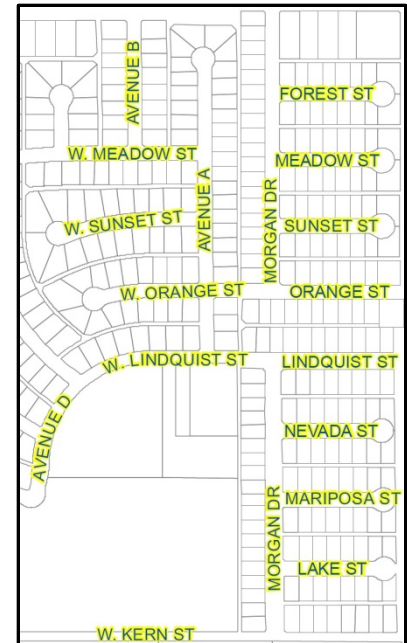 AVENUE B
FOREST ST
W. MEADOW ST
MEADOW ST
AVENUE A
MORGAN DR
W. SUNSET ST
SUNSET ST
W. ORANGE ST
ORANGE ST
W. LINDQUIST ST
LINDQUIST ST
AVENUE D
NEVADA ST
MARIPOSA ST
MORGAN DR
LAKE ST
W. KERN ST